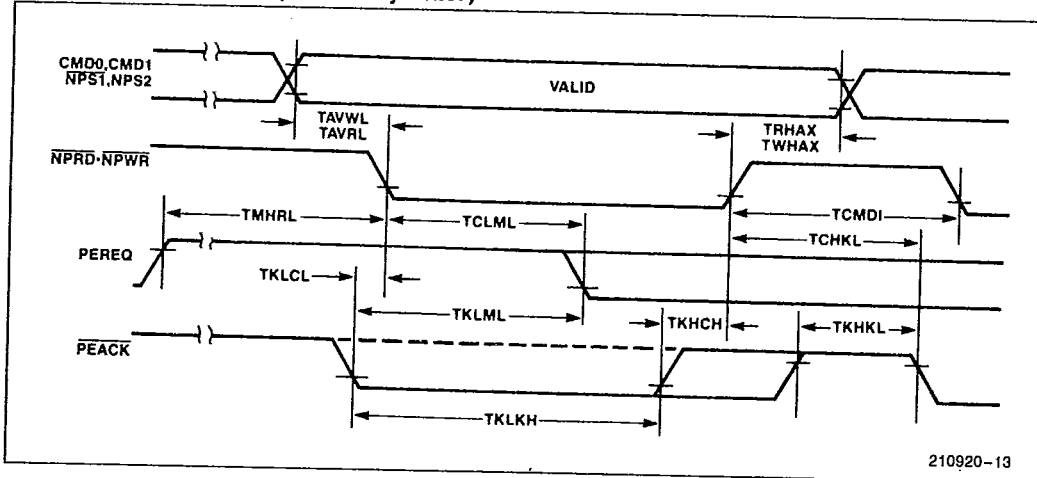 CMD0,CMD1
NPS1,NPS2
VALID
TAVWL
TAVRL
TRHAX
TWHAX
NPRD·NPWR
TMHRL
TCLML
TCMDI
TCHKL
PEREQ
TKLCL
TKLML
TKHCH
TKHKL
PEACK
TKLKH
210920-13